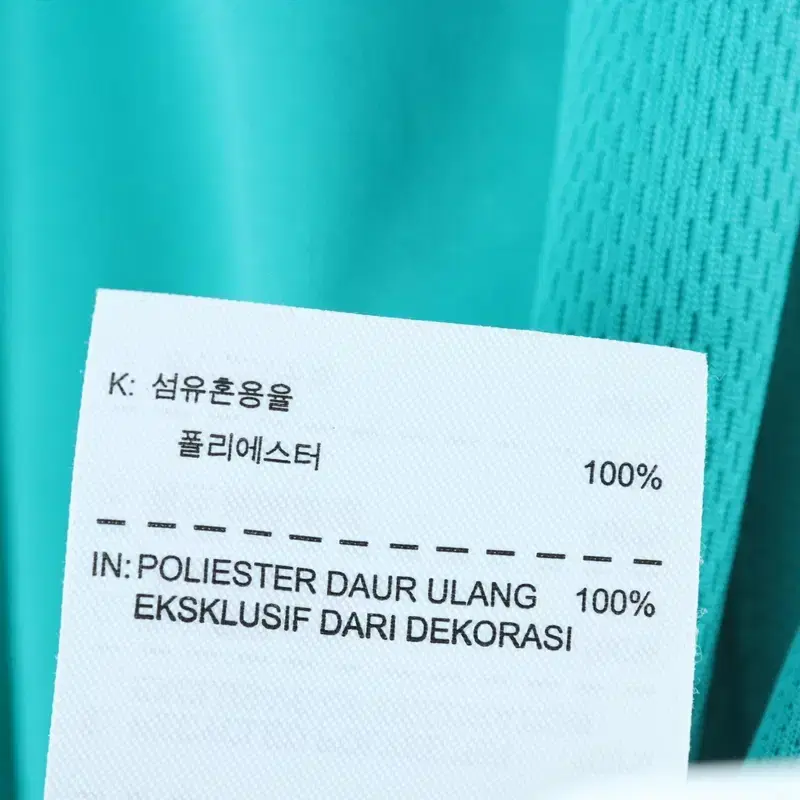 K: 섬유혼용율
폴리에스터 100%
IN: POLIESTER DAUR ULANG 100%
EKSKLUSIF DARI DEKORASI